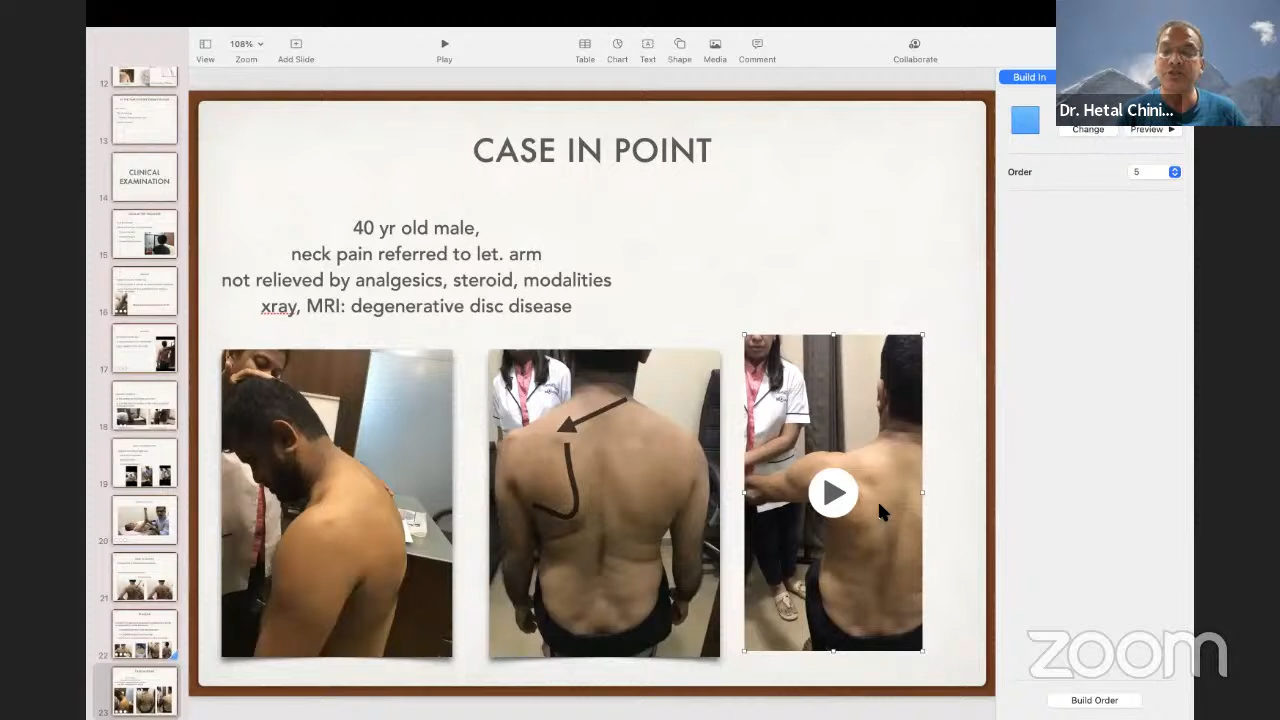 108%
View
Zoom
Add Slide
Play
Table
Chart
Text
Shape
Media
Comment
Collaborate
Build In
Dr. Hetal Chini...
Change
Preview
Order
5
CASE IN POINT
40 yr old male,
neck pain referred to let. arm
not relieved by analgesics, steroid, modalities
xray, MRI: degenerative disc disease
12
13
CLINICAL
EXAMINATION
14
15
16
17
18
19
20
21
22
23
zoom
Build Order